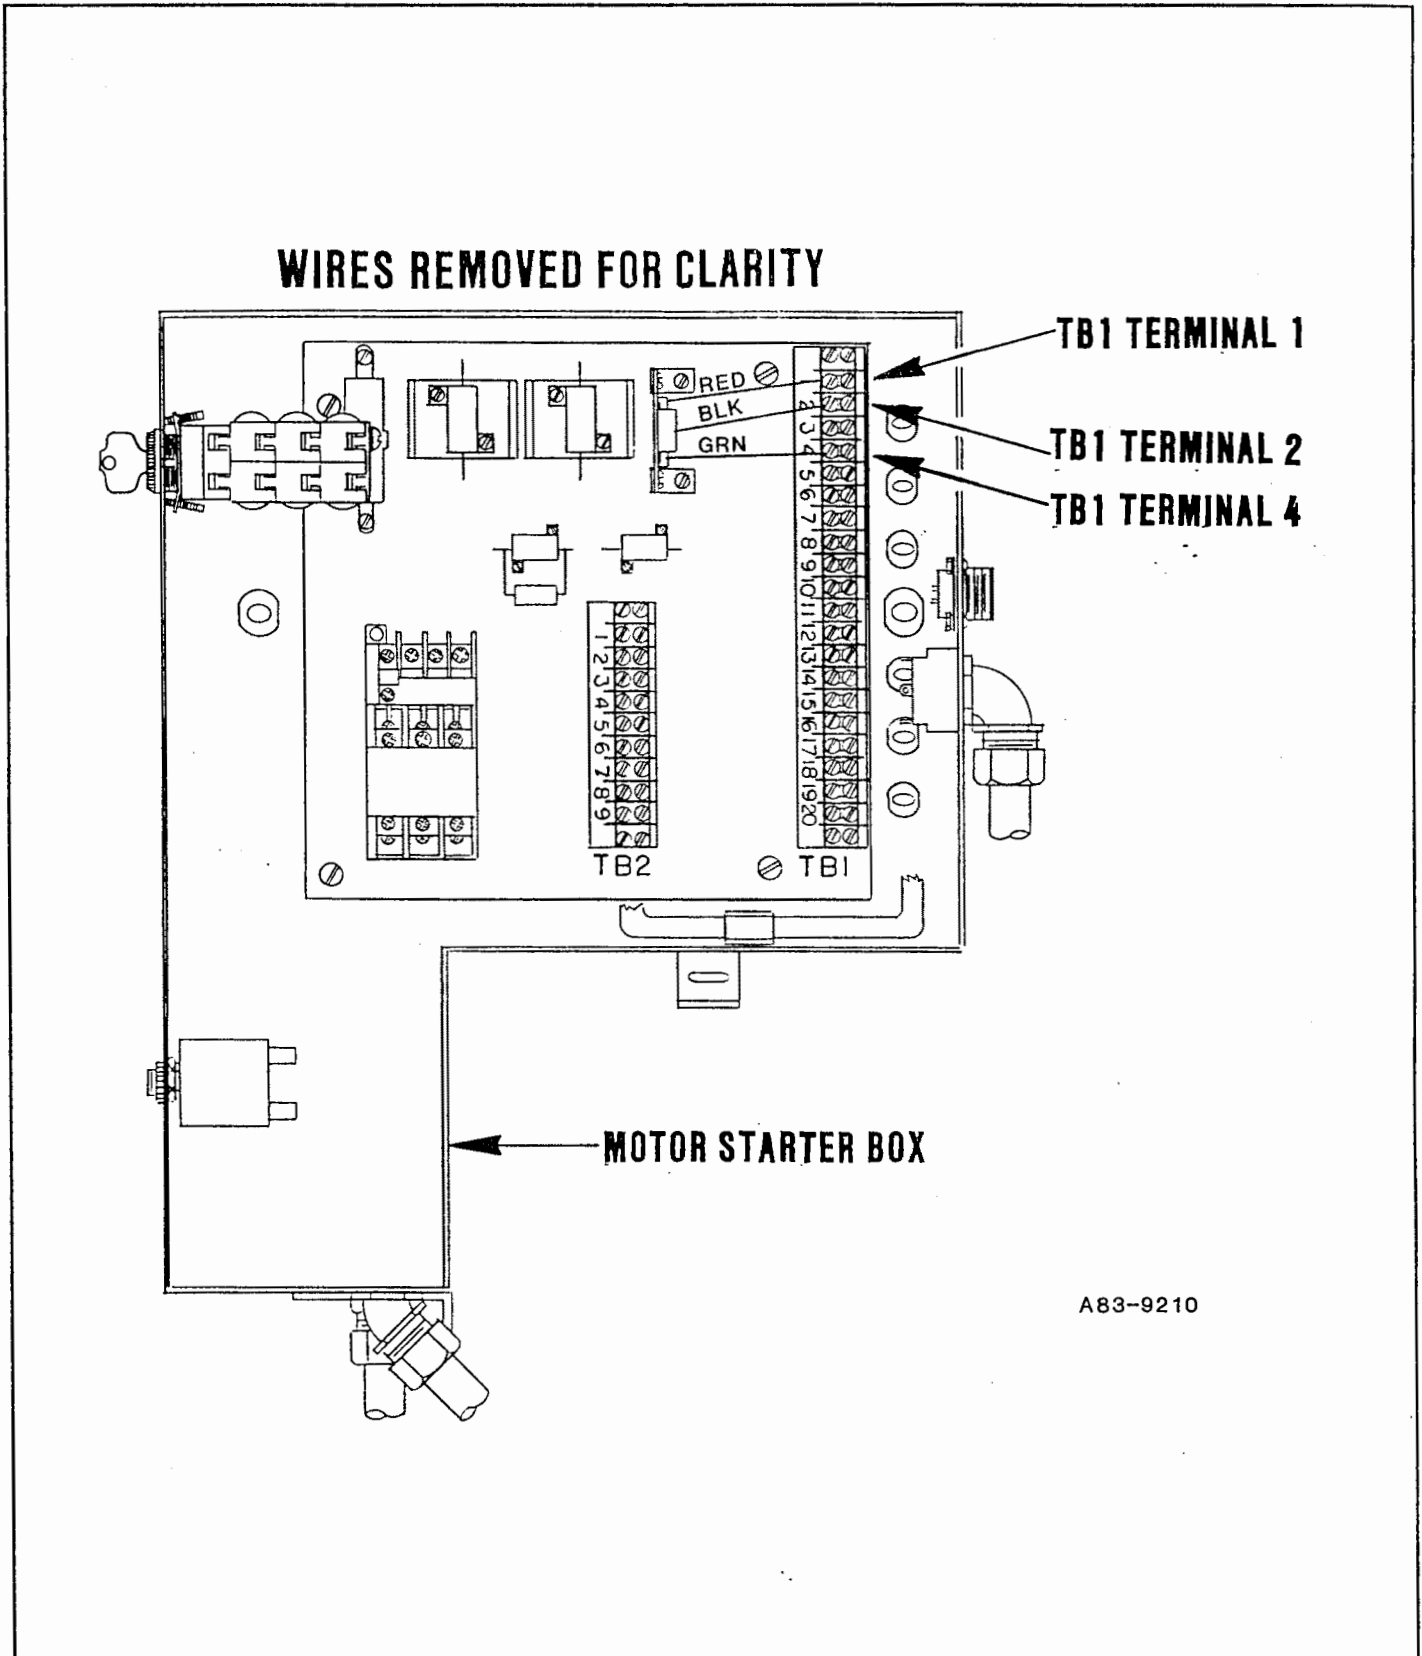 WIRES REMOVED FOR CLARITY
TB1 TERMINAL 1
RED
BLK
GRN
TB1 TERMINAL 2
TB1 TERMINAL 4
2
3
4
5
6
7
8
9
10
11
12
13
14
15
16
17
18
19
20
1
2
3
4
5
6
7
8
9
TB2
TB1
MOTOR STARTER BOX
A83-9210